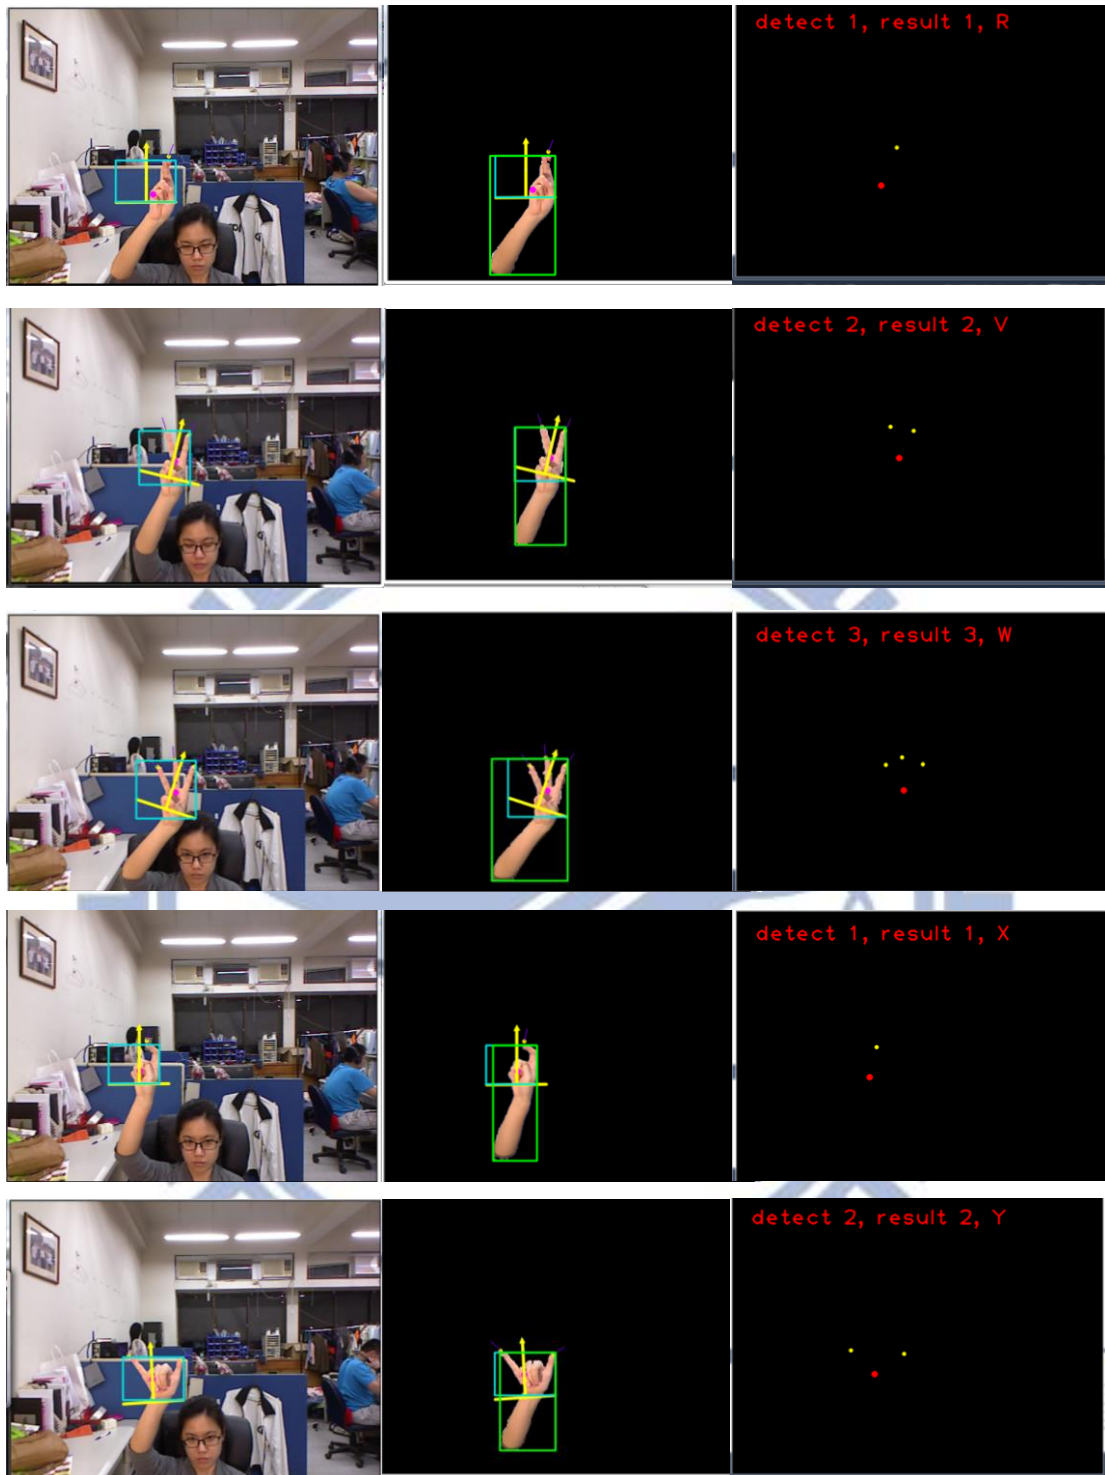 detect 1, result 1, R
detect 2, result 2, V
detect 3, result 3, W
detect 1, result 1, X
detect 2, result 2, Y